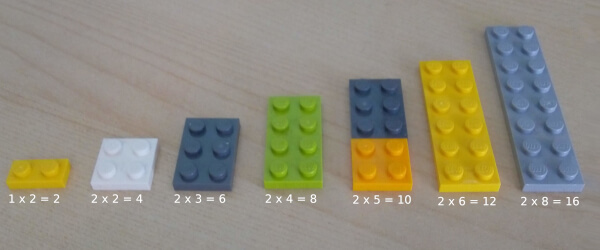 1 x 2 = 2
2 x 2 = 4
2 x 3 = 6
2 x 4 = 8
2 x 5 = 10
2 x 6 = 12
2 x 8 = 16